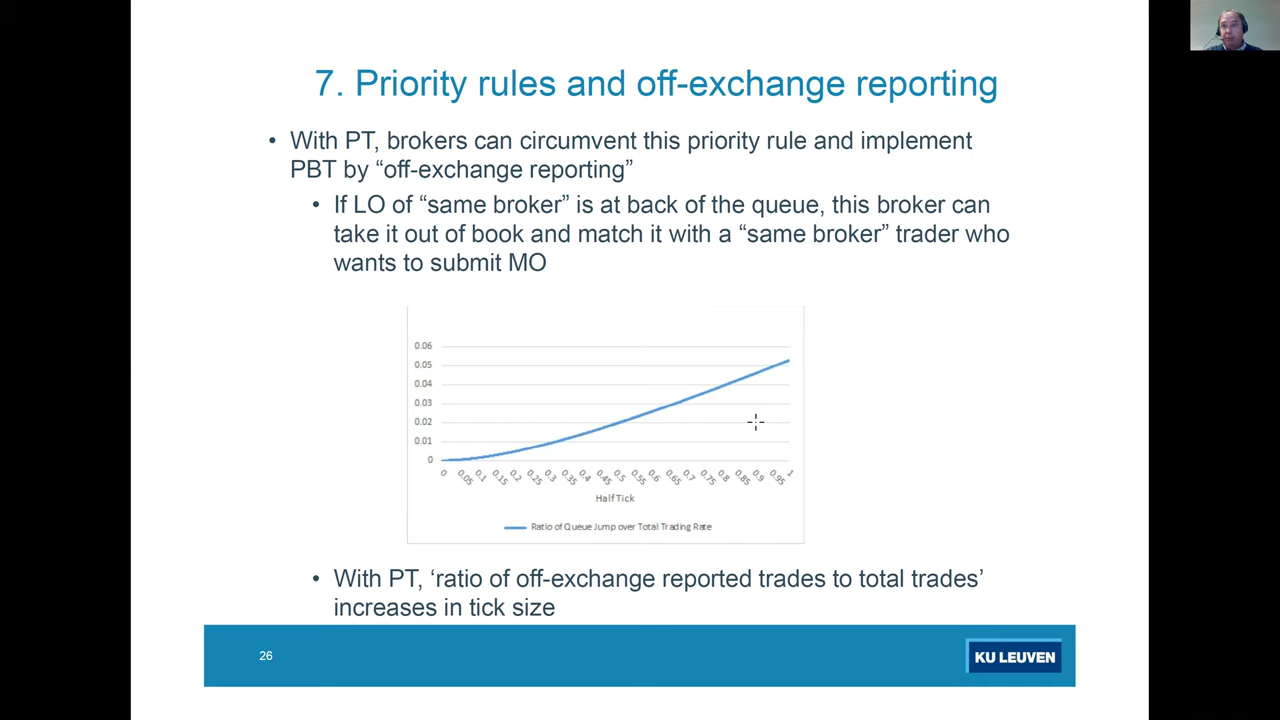 7. Priority rules and off-exchange reporting
• With PT, brokers can circumvent this priority rule and implement
PBT by “off-exchange reporting”
• If LO of “same broker” is at back of the queue, this broker can
take it out of book and match it with a “same broker” trader who
wants to submit MO
0.06
0.05
0.04
0.03
0.02
0.01
0
0 0.05 0.1 0.15 0.2 0.25 0.3 0.35 0.4 0.45 0.5 0.55 0.6 0.65 0.7 0.75 0.8 0.85 0.9 0.95 1
Half Tick
Ratio of Queue Jump over Total Trading Rate
• With PT, ‘ratio of off-exchange reported trades to total trades’
increases in tick size
26
KU LEUVEN